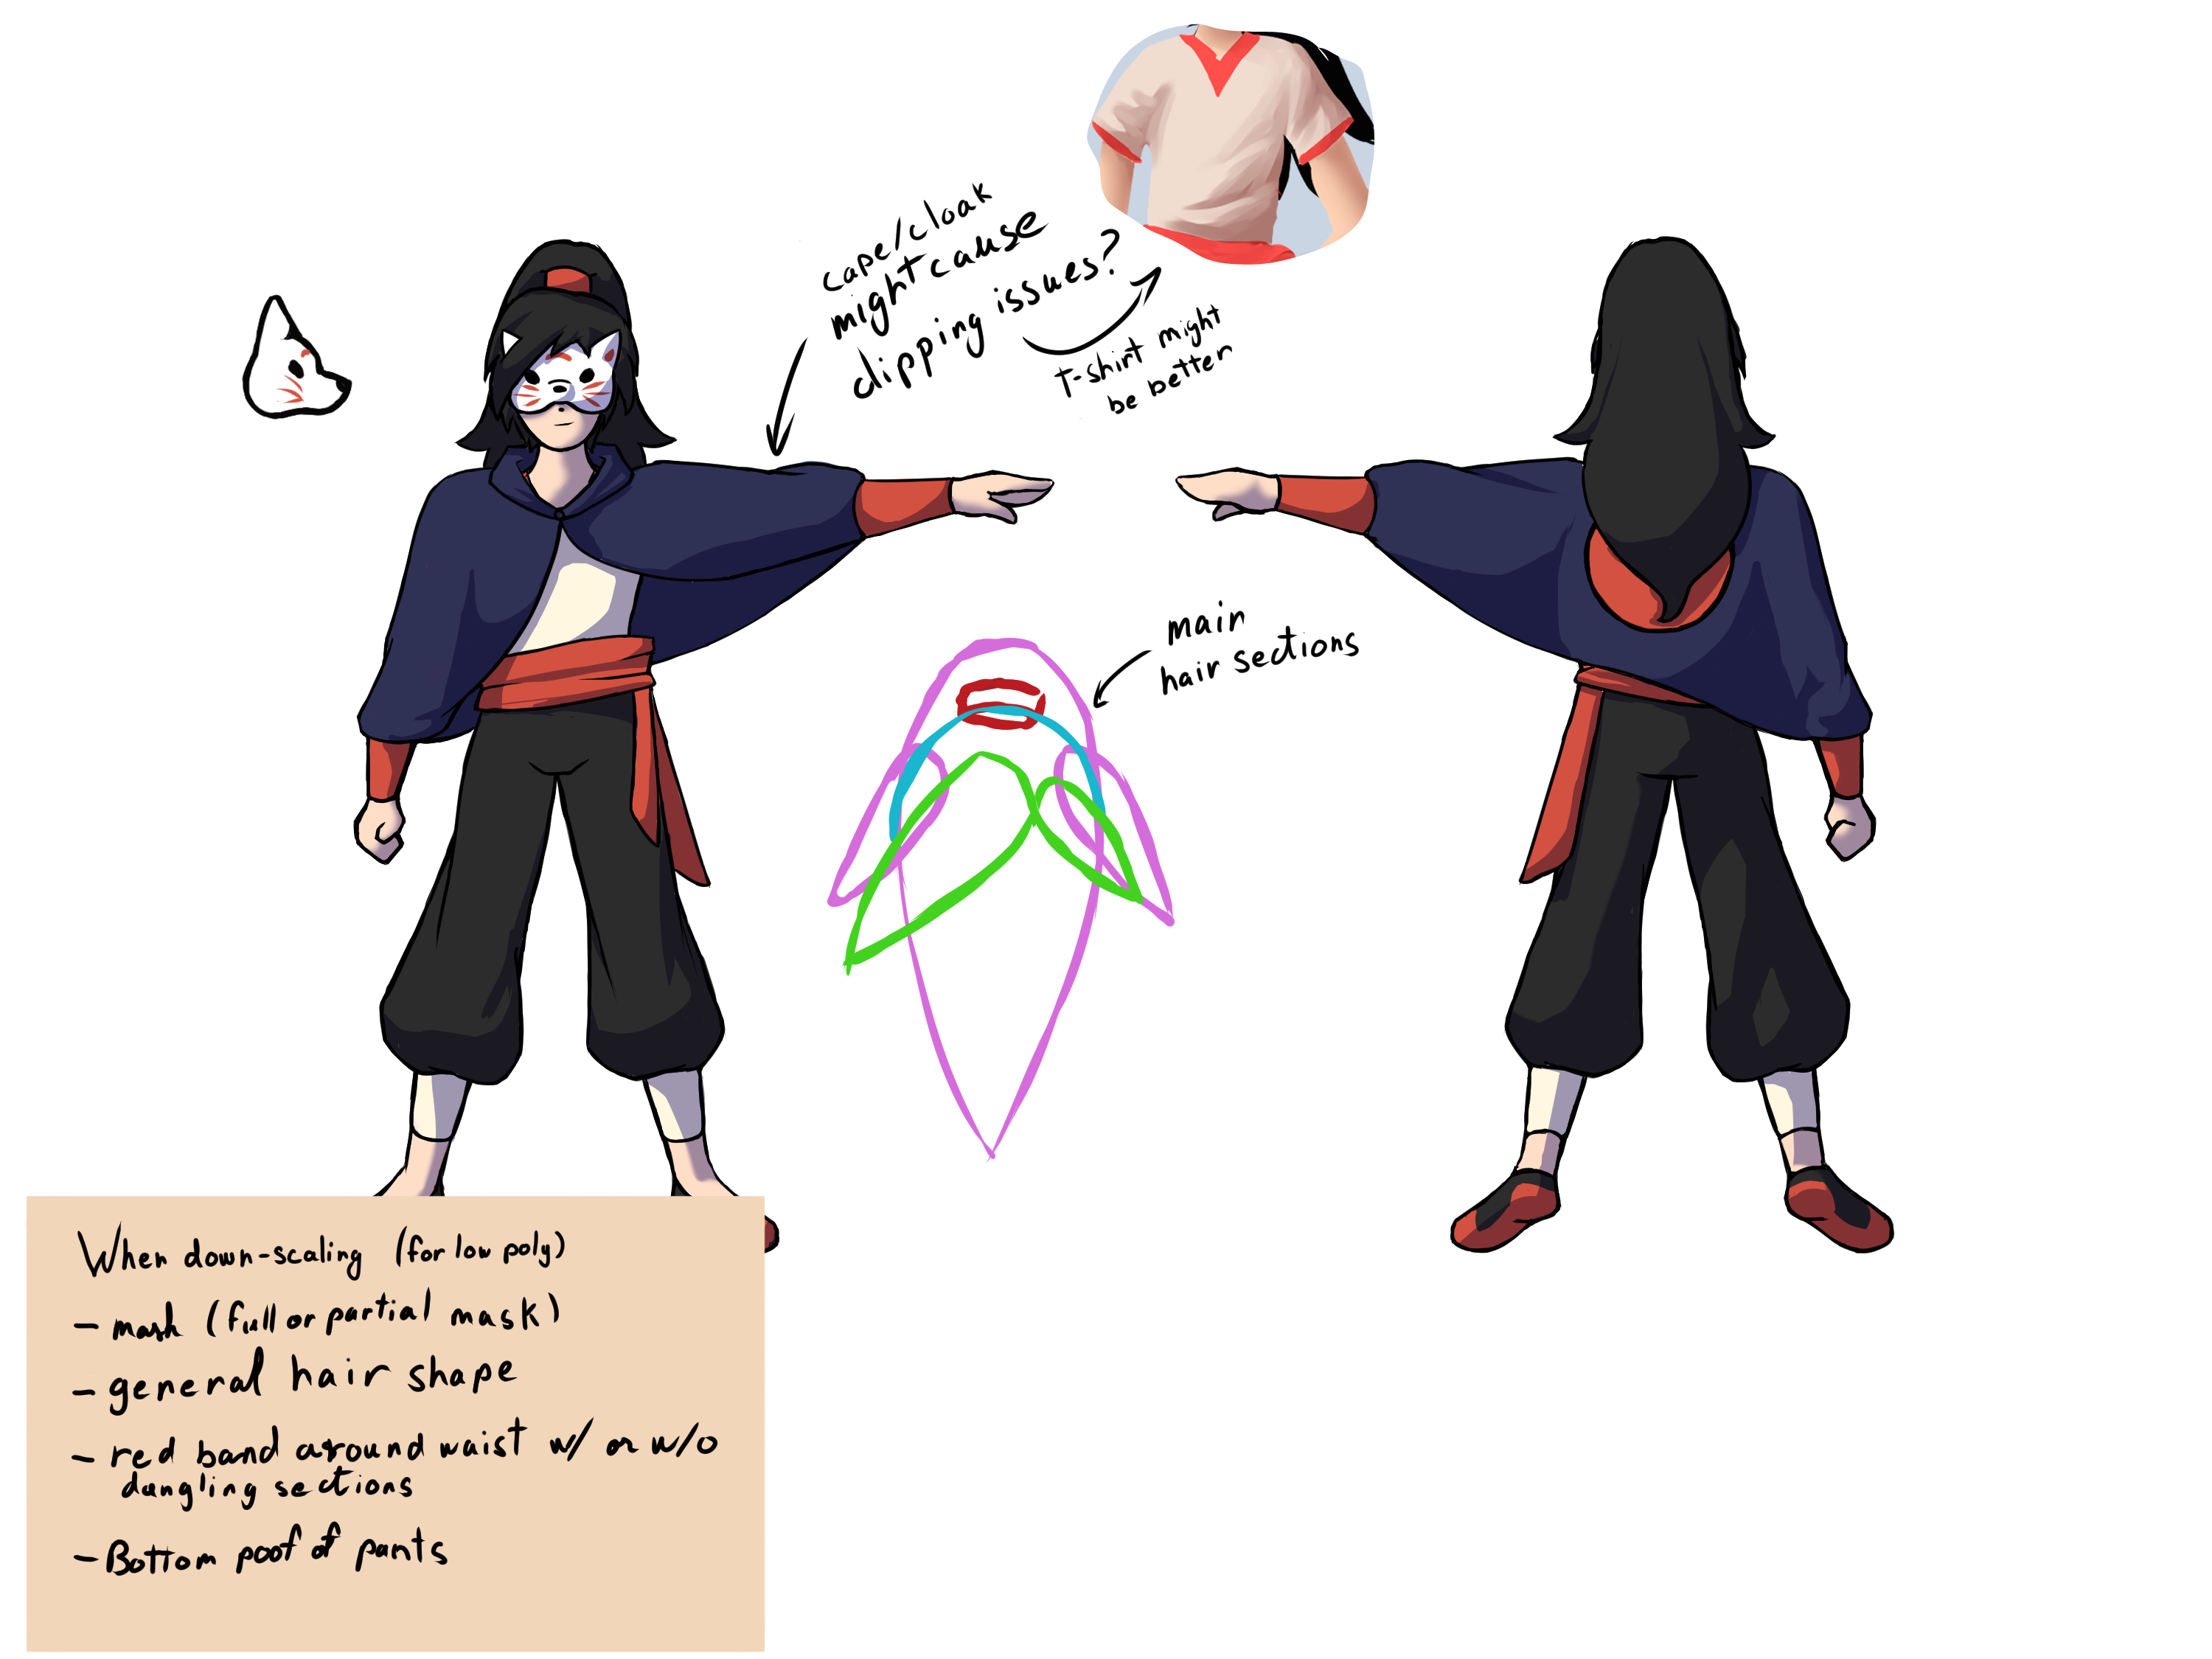 cape/cloak
might cause
clipping issues?
T-shirt might
be better
main
hair sections
When down-scaling (for low poly)
- mask (full or partial mask)
- general hair shape
- red band around waist w/ or w/o
dangling sections
- Bottom poof of pants